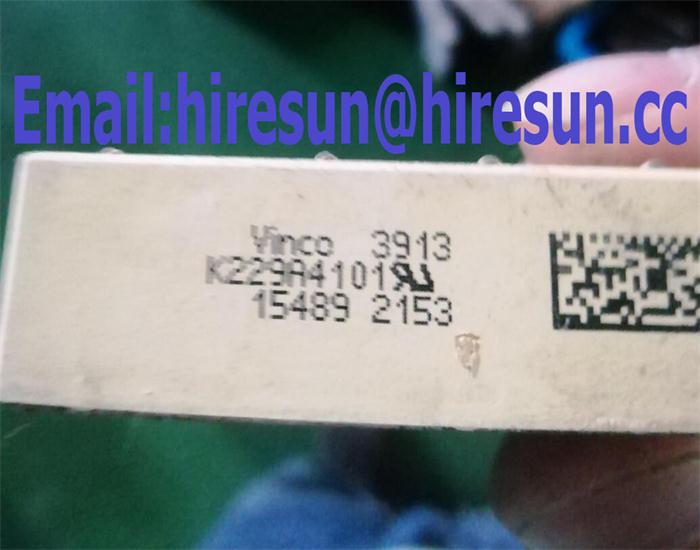 Email:hiresun@hiresun.cc
Vinco 3913
K229A4101
15489 2153